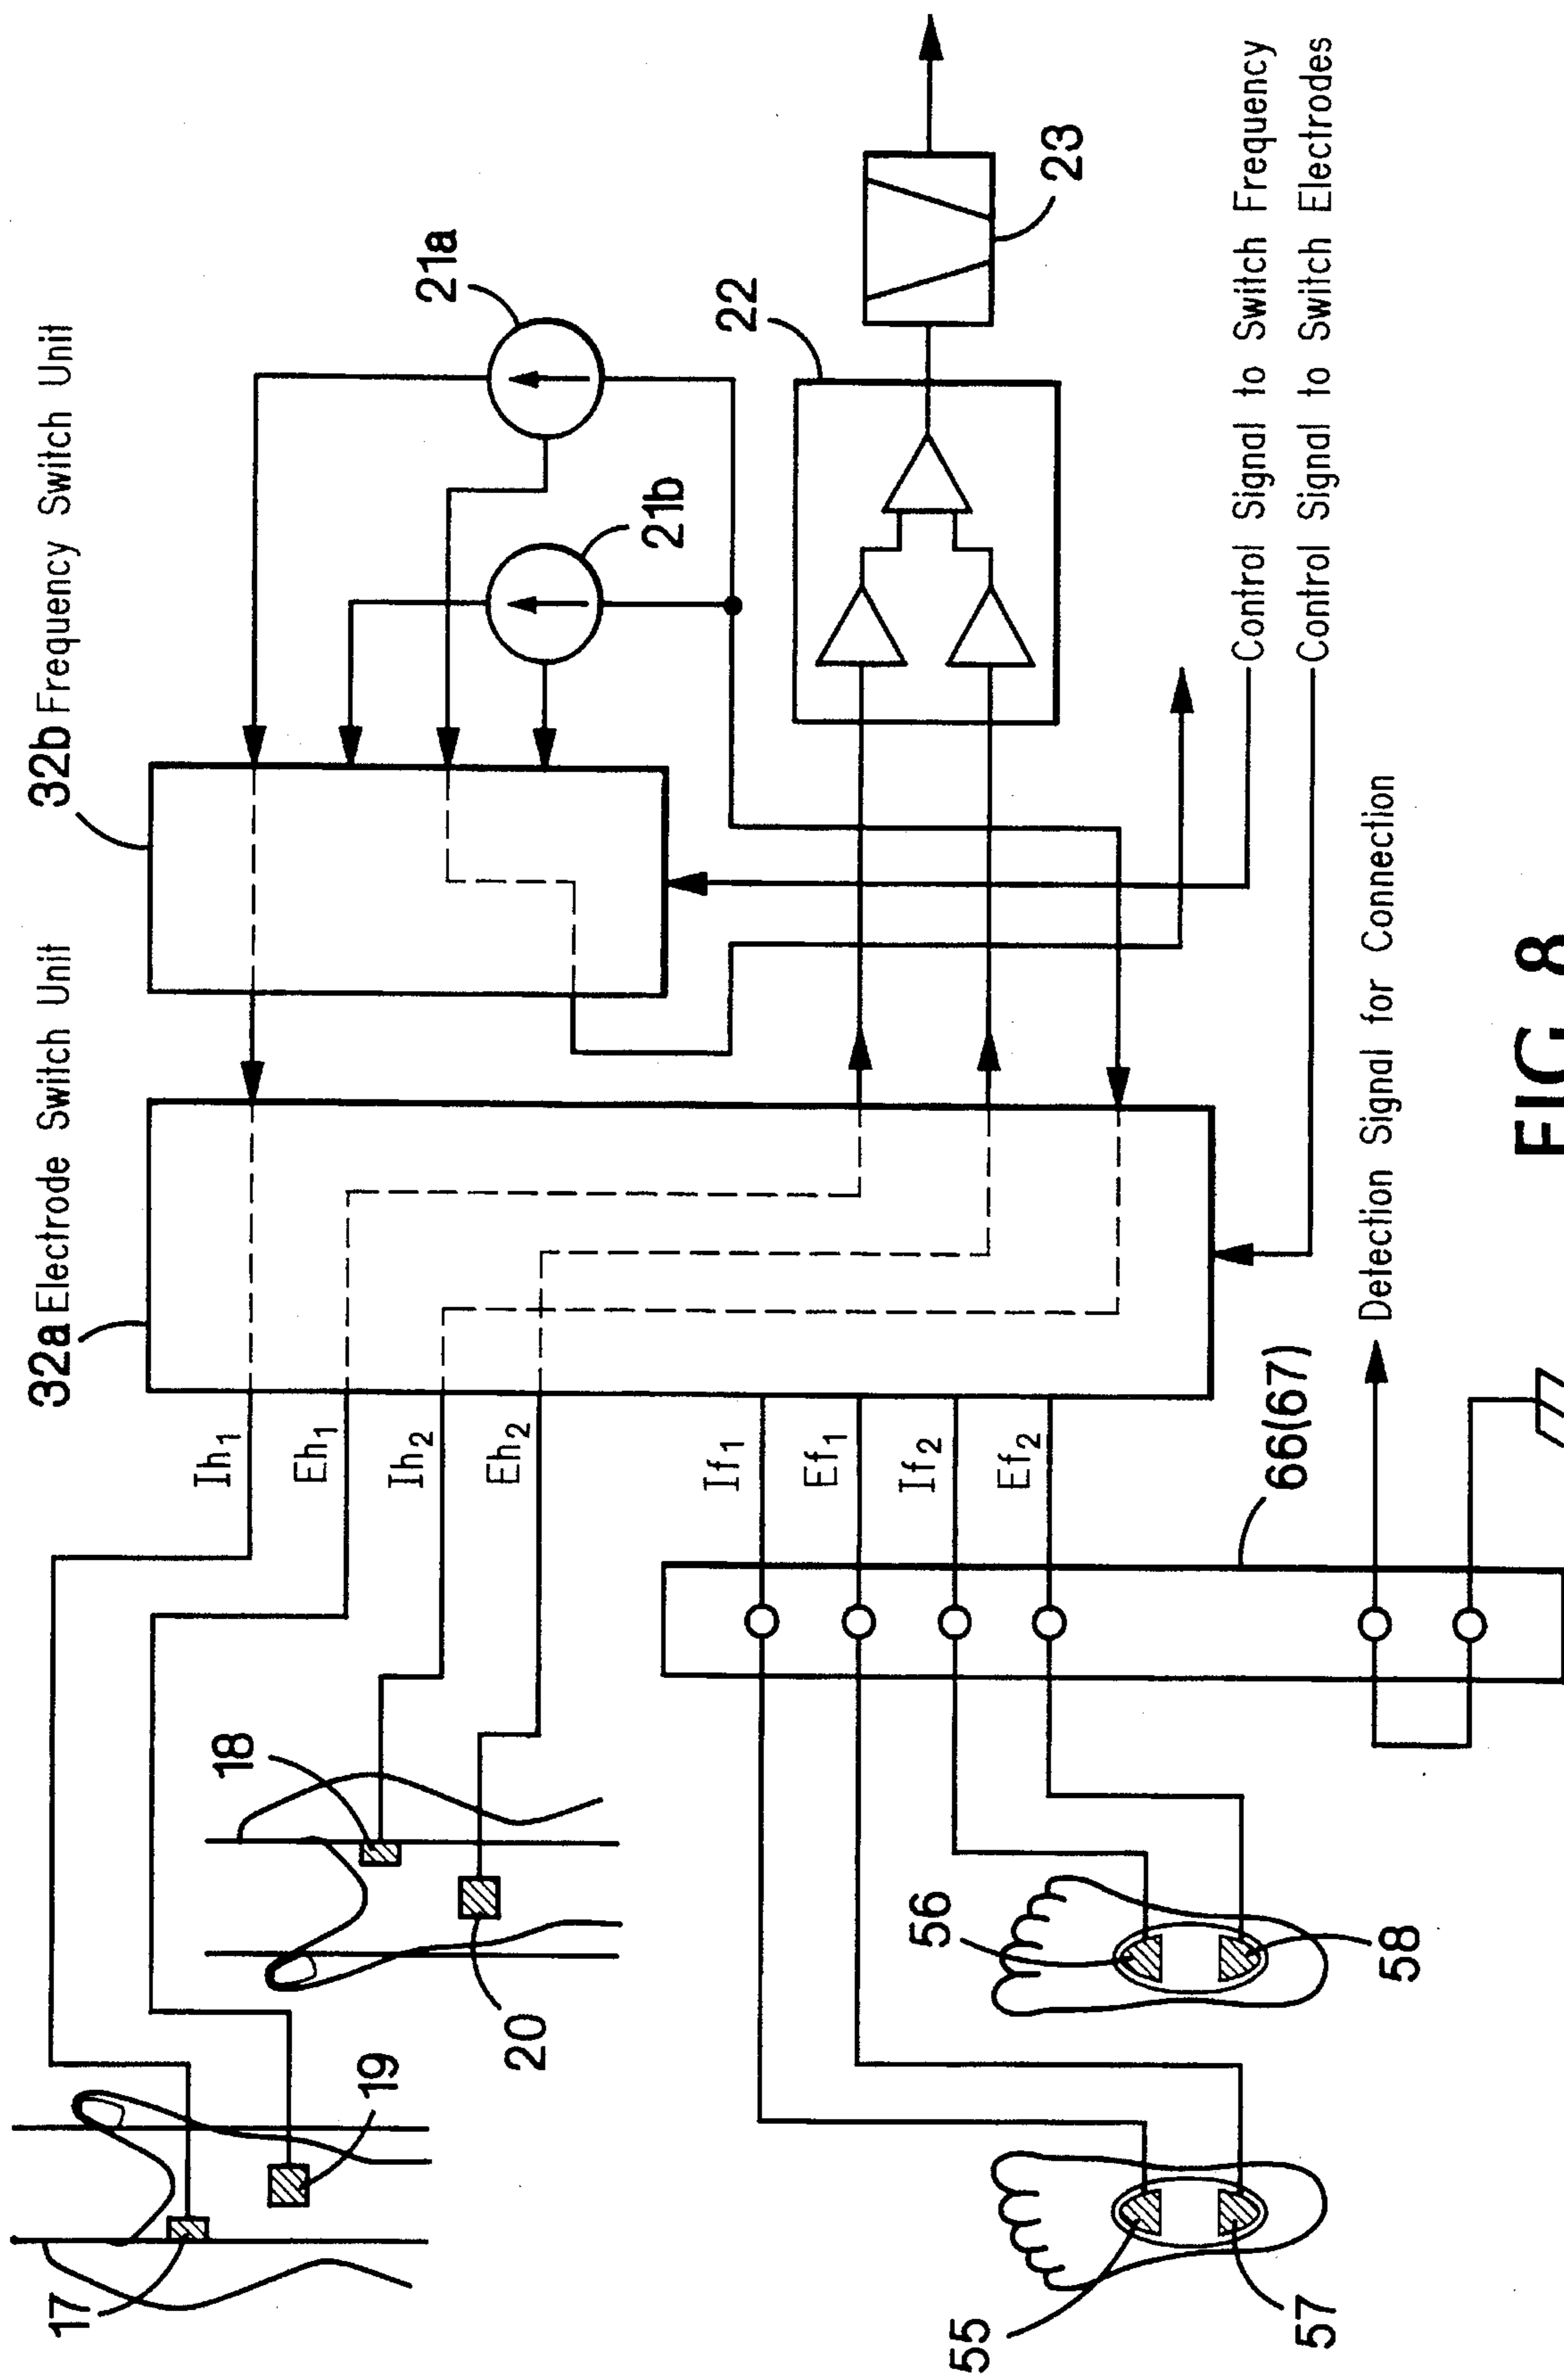 32a Electrode Switch Unit
32b Frequency Switch Unit
21a
21b
22
23
Ih1
Eh1
Ih2
Eh2
If1
Ef1
If2
Ef2
17
18
19
20
55
56
57
58
66(67)
Control Signal to Switch Frequency
Control Signal to Switch Electrodes
Detection Signal for Connection
FIG. 8